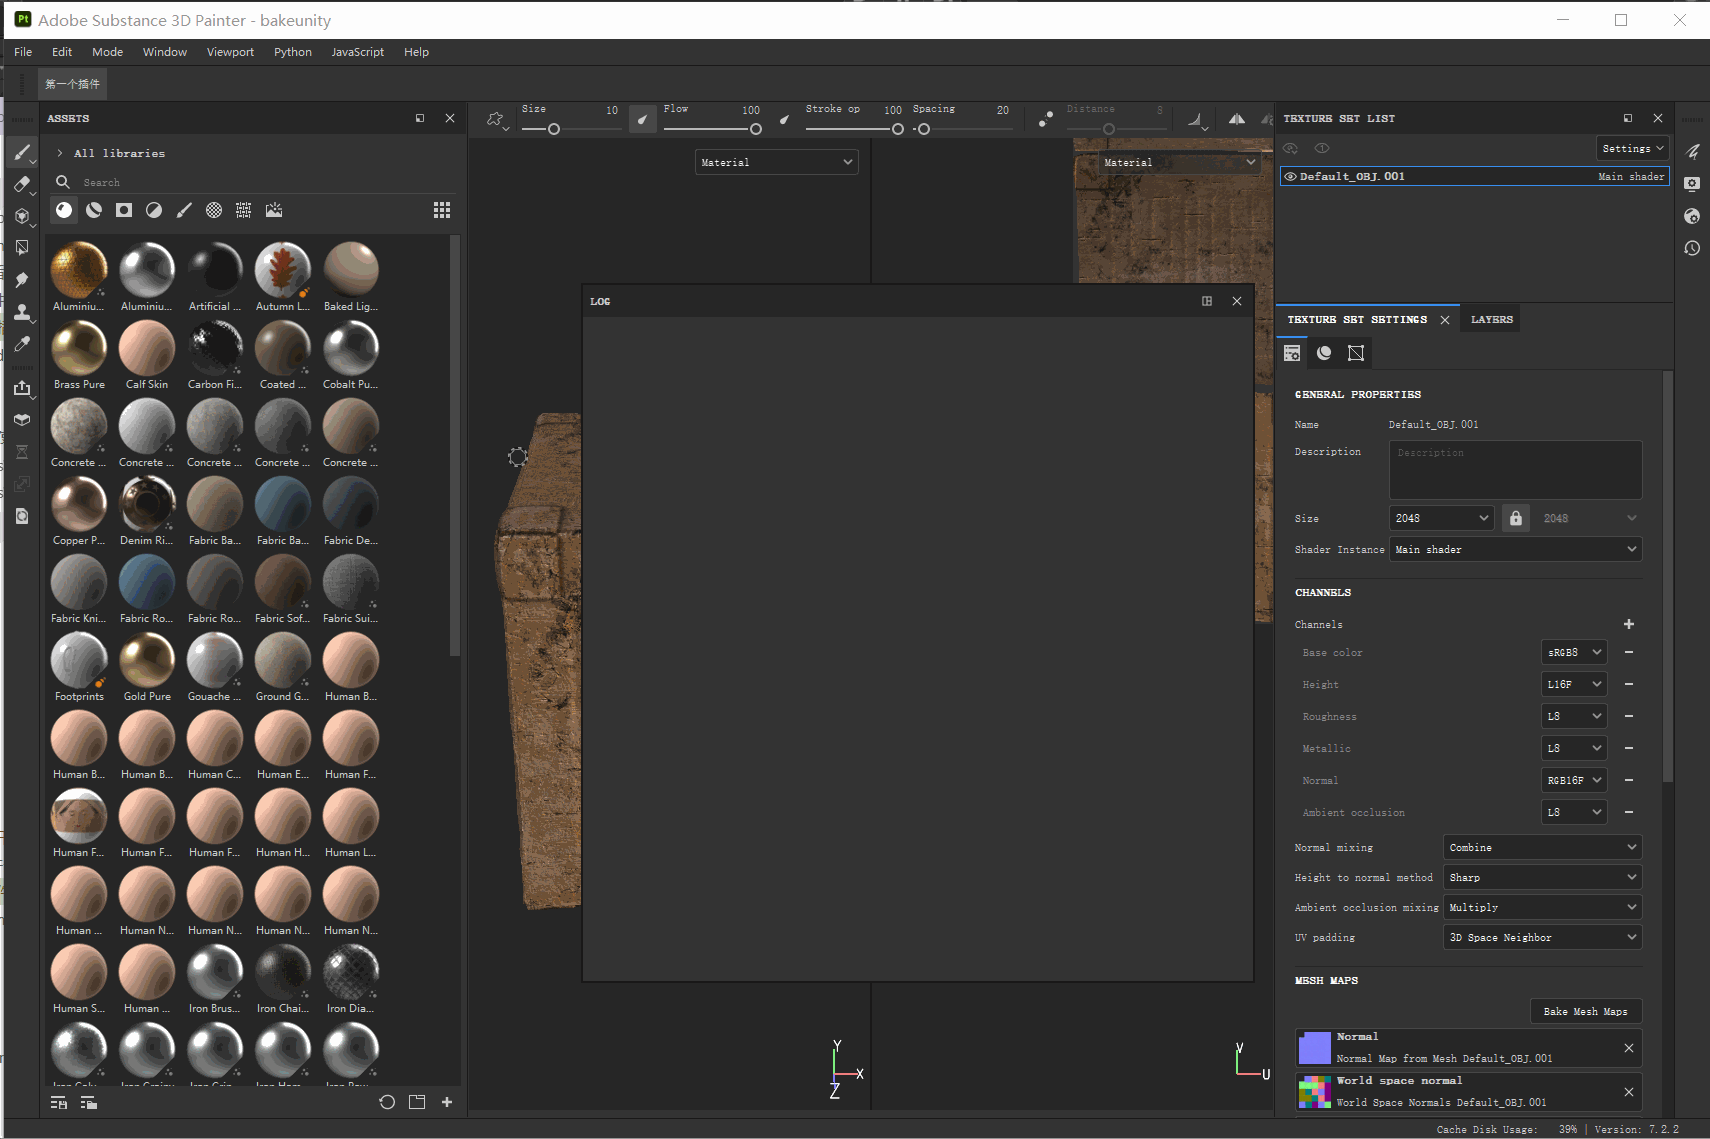 Adobe Substance 3D Painter - bakeunity
File Edit Mode Window Viewport Python JavaScript Help
第一个插件
ASSETS
All libraries
Search
Aluminiu... Aluminiu... Artificial ... Autumn L... Baked Lig...
Brass Pure Calf Skin Carbon Fi... Coated ... Cobalt Pu...
Concrete ... Concrete ... Concrete ... Concrete ... Concrete ...
Copper P... Denim Ri... Fabric Ba... Fabric Ba... Fabric De...
Fabric Kni... Fabric Ro... Fabric Ro... Fabric Sof... Fabric Sui...
Footprints Gold Pure Gouache ... Ground G... Human B...
Human B... Human B... Human C... Human E... Human F...
Human F... Human F... Human F... Human H... Human L...
Human ... Human N... Human N... Human N... Human N...
Human S... Human ... Iron Brus... Iron Chai... Iron Dia...
Size 10 Flow 100 Stroke op 100 Spacing 20 Distance 8
Material
Material
LOG
Y
X
Z
V
U
TEXTURE SET LIST
Settings
Default_OBJ.001 Main shader
TEXTURE SET SETTINGS LAYERS
GENERAL PROPERTIES
Name Default_OBJ.001
Description Description
Size 2048 2048
Shader Instance Main shader
CHANNELS
Channels
Base color sRGB8
Height L16F
Roughness L8
Metallic L8
Normal RGB16F
Ambient occlusion L8
Normal mixing Combine
Height to normal method Sharp
Ambient occlusion mixing Multiply
UV padding 3D Space Neighbor
MESH MAPS
Bake Mesh Maps
Normal
Normal Map from Mesh Default_OBJ.001
World space normal
World Space Normals Default_OBJ.001
Cache Disk Usage: 39% | Version: 7.2.2